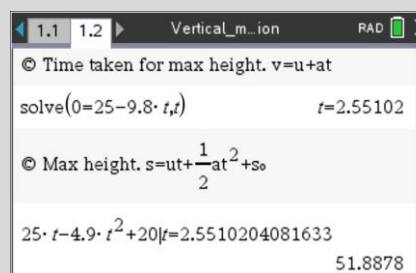 1.1 1.2 Vertical_m...ion RAD
© Time taken for max height. v=u+at
solve(0=25−9.8·t,t) t=2.55102
© Max height. s=ut+1/2at²+s₀
25·t−4.9·t²+20|t=2.5510204081633
51.8878